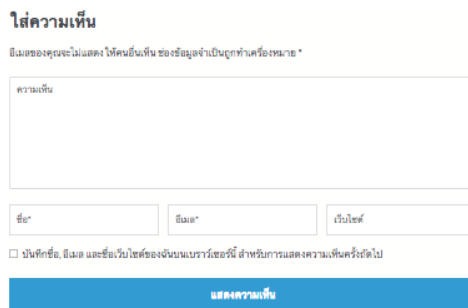 ใส่ความเห็น
อีเมลของคุณจะไม่แสดงให้คนอื่นเห็น ช่องข้อมูลจำเป็นถูกทำเครื่องหมาย *
ความเห็น
ชื่อ* อีเมล* เว็บไซต์
บันทึกชื่อ, อีเมล และชื่อเว็บไซต์ของฉันบนเบราว์เซอร์นี้ สำหรับการแสดงความเห็นครั้งถัดไป
แสดงความเห็น